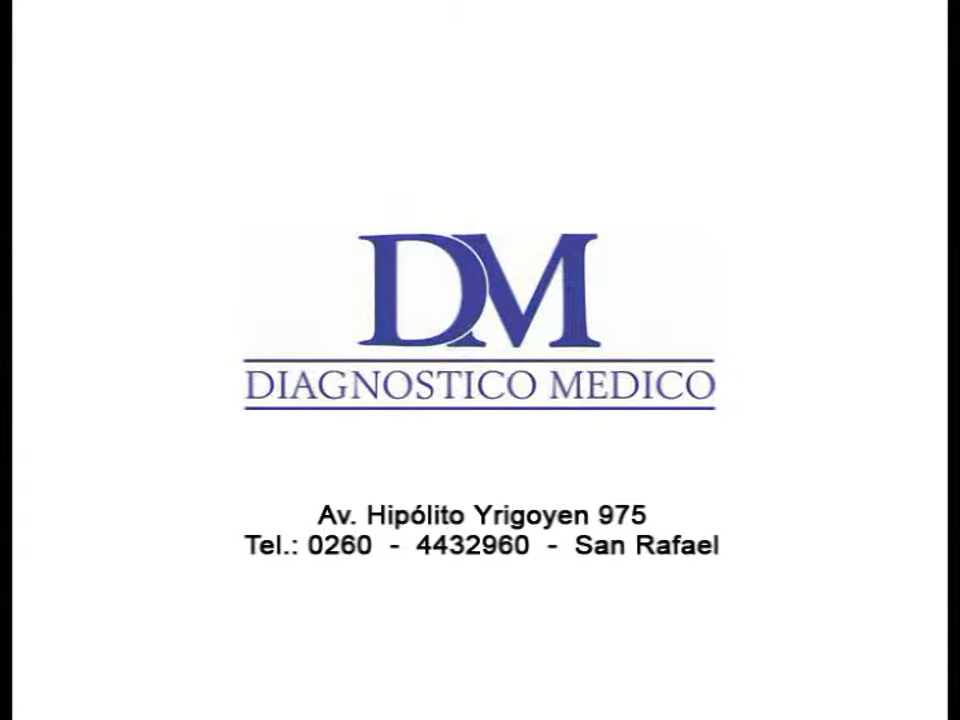 DM
DIAGNOSTICO MEDICO
Av. Hipólito Yrigoyen 975
Tel.: 0260 - 4432960 - San Rafael